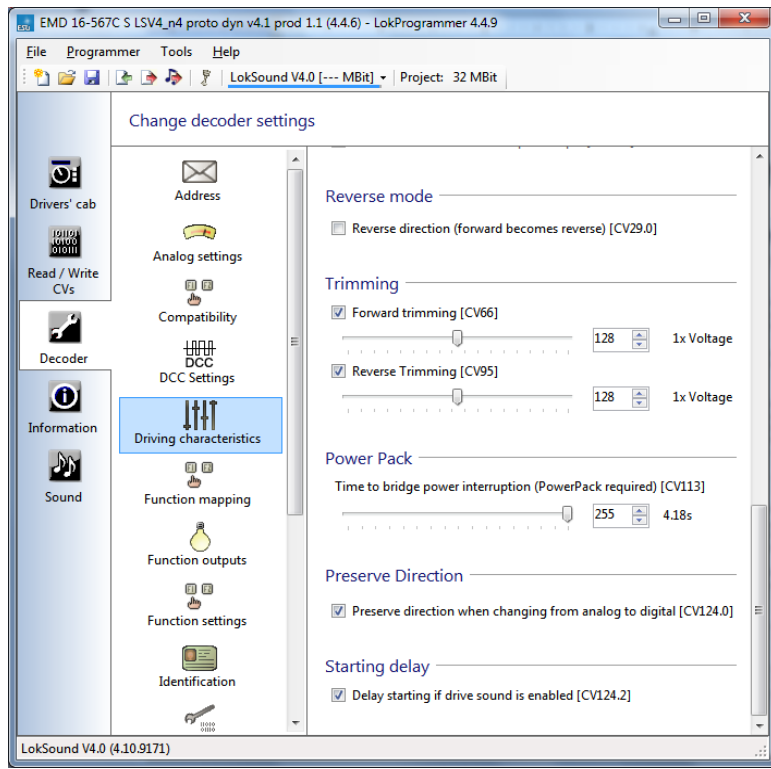 EMD 16-567C S LSV4_n4 proto dyn v4.1 prod 1.1 (4.4.6) - LokProgrammer 4.4.9
File Programmer Tools Help
LokSound V4.0 [--- MBit] Project: 32 MBit
Change decoder settings
Drivers' cab
Read / Write
CVs
Decoder
Information
Sound
Address
Analog settings
Compatibility
DCC
DCC Settings
Driving characteristics
Function mapping
Function outputs
Function settings
Identification
Reverse mode
Reverse direction (forward becomes reverse) [CV29.0]
Trimming
Forward trimming [CV66]
128 1x Voltage
Reverse Trimming [CV95]
128 1x Voltage
Power Pack
Time to bridge power interruption (PowerPack required) [CV113]
255 4.18s
Preserve Direction
Preserve direction when changing from analog to digital [CV124.0]
Starting delay
Delay starting if drive sound is enabled [CV124.2]
LokSound V4.0 (4.10.9171)